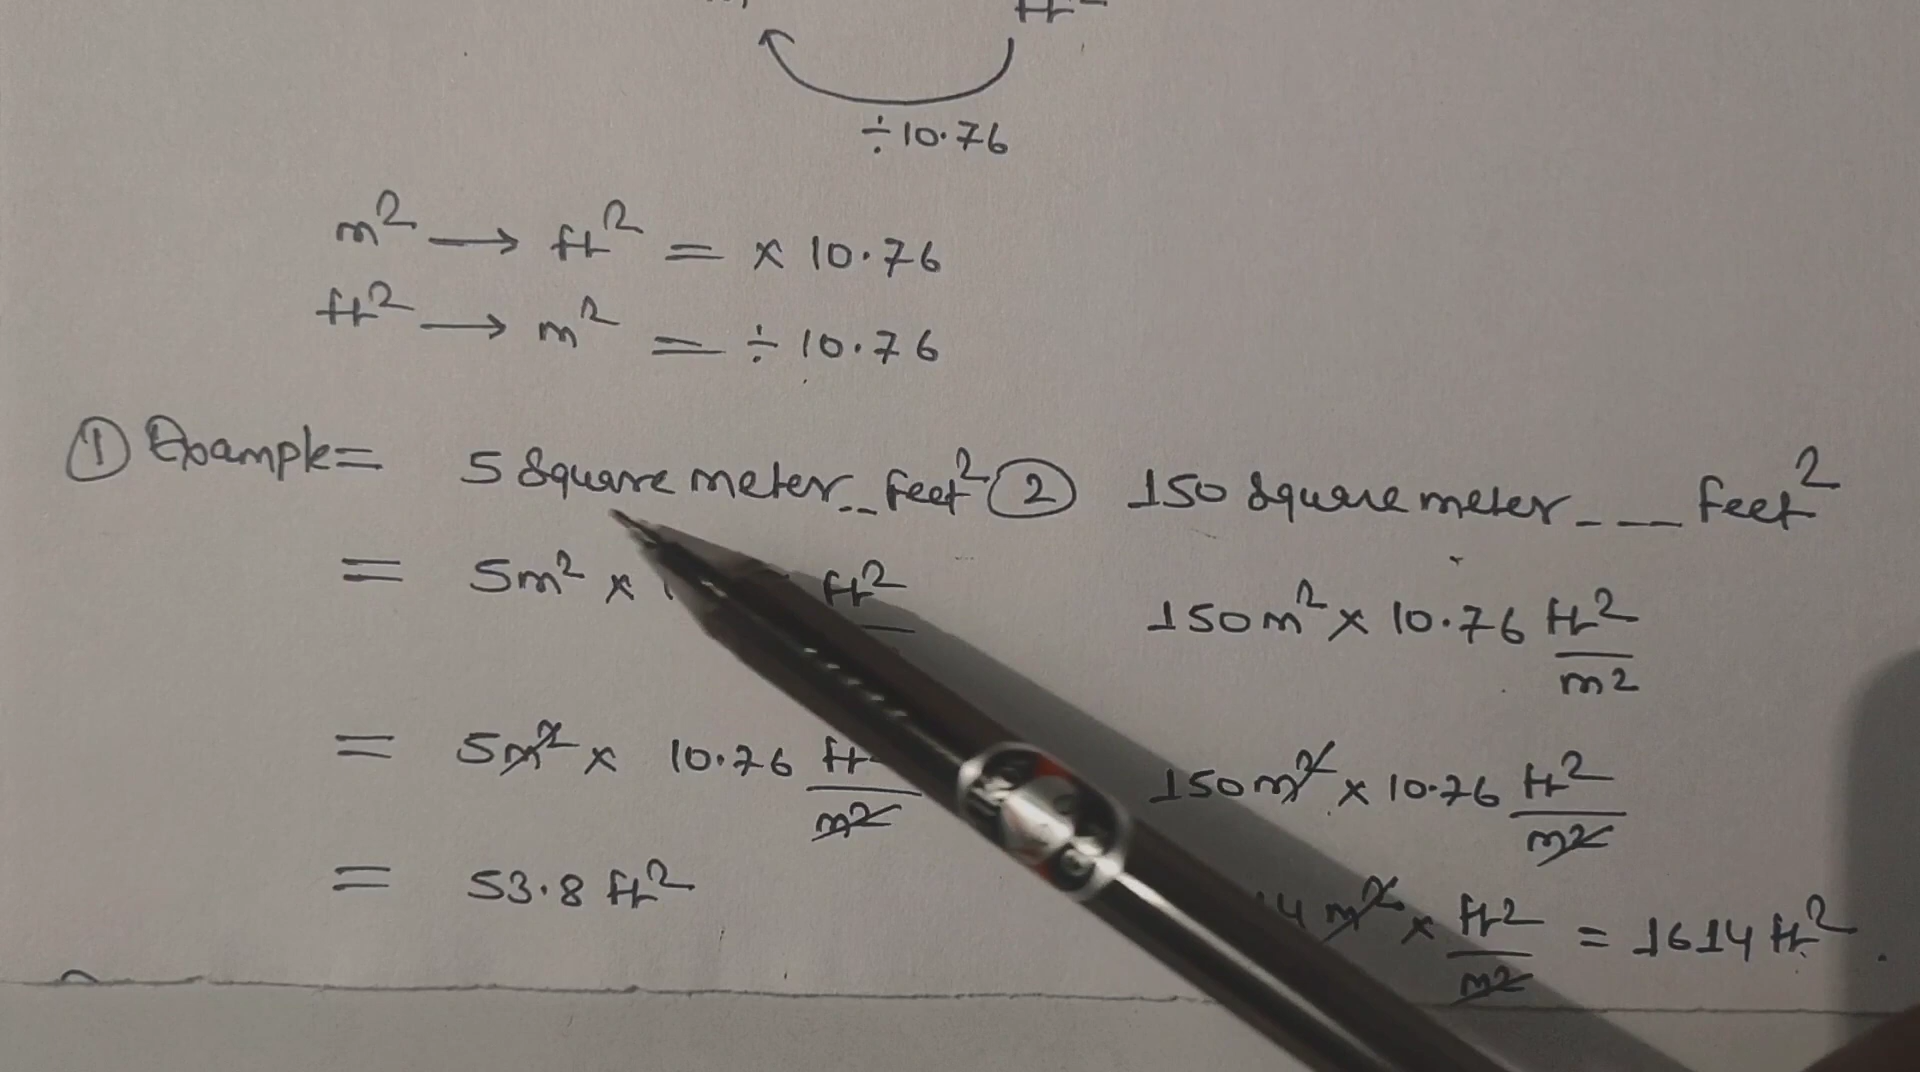 ft²
÷10.76
m² → ft² = × 10.76
ft² → m² = ÷ 10.76
① Example = 5 Square meter -- feet²
= 5m² × ft²
= 5m² × 10.76 ft/m²
= 53.8 ft²
② 150 Square meter - -- feet²
150m² × 10.76 ft²/m²
150m² × 10.76 ft²/m²
4 m² × ft²/m² = 1614 ft².